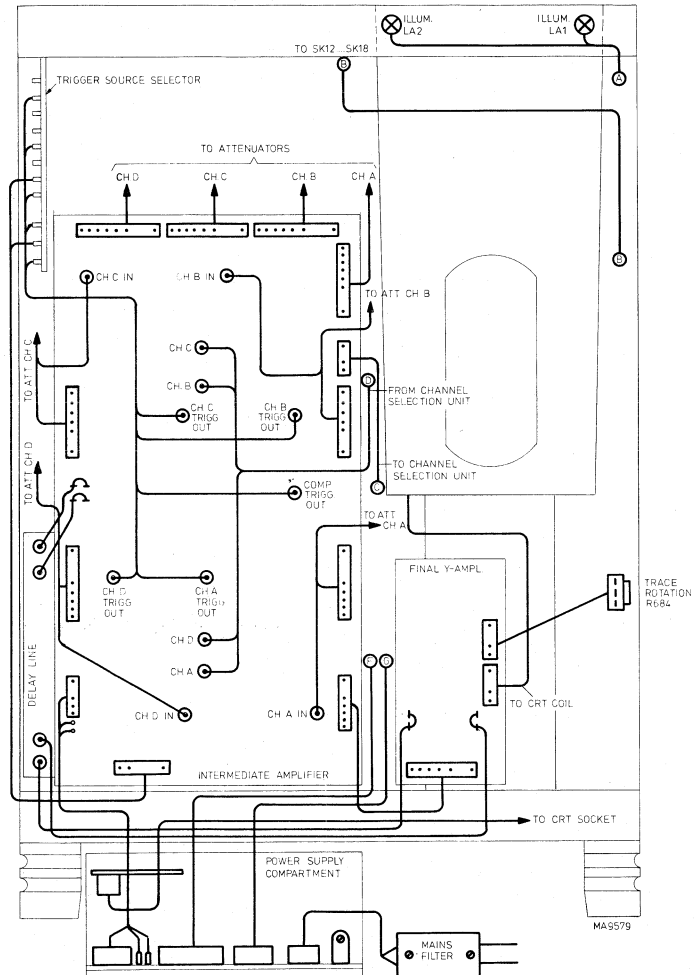 ILLUM.
LA2
ILLUM.
LA1
TO SK12....SK18
B
A
TRIGGER SOURCE SELECTOR
TO ATTENUATORS
CH D
CH.C
CH.B
CH A
B
CH C IN
CH B IN
TO ATT CH B
CH C
CH. B
D
FROM CHANNEL
SELECTION UNIT
TO ATT CH C
CH C
TRIGG
OUT
CH B
TRIGG
OUT
TO CHANNEL
SELECTION UNIT
C
TO ATT CH D
COMP
TRIGG
OUT
TO ATT
CH A
FINAL Y-AMPL.
CH D
TRIGG
OUT
CH A
TRIGG
OUT
TRACE
ROTATION
R684
DELAY LINE
CH D
CH A
F
G
TO CRT COIL
CH D IN
CH A IN
INTERMEDIATE AMPLIFIER
TO CRT SOCKET
POWER SUPPLY
COMPARTMENT
MA9579
MAINS
FILTER